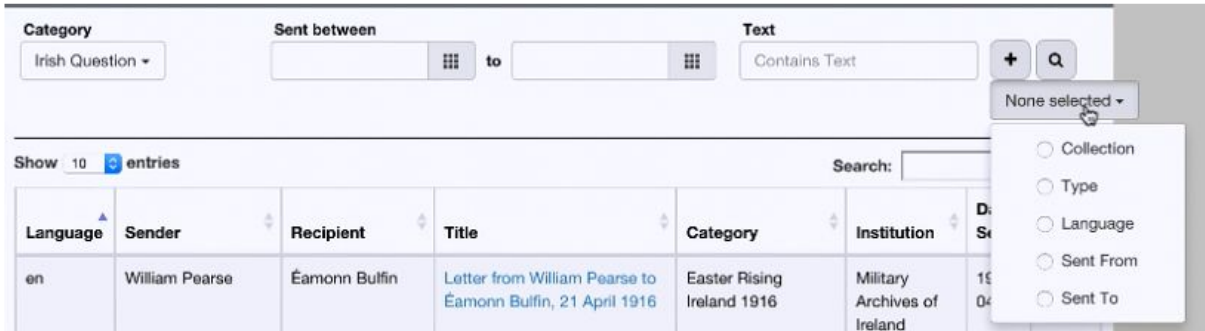 Category Sent between Text
Irish Question to Contains Text
None selected
Collection
Type
Language
Sent From
Sent To
Show 10 entries Search:
Language Sender Recipient Title Category Institution
en William Pearse Éamonn Bulfin Letter from William Pearse to Easter Rising Military
Éamonn Bulfin, 21 April 1916 Ireland 1916 Archives of
Ireland